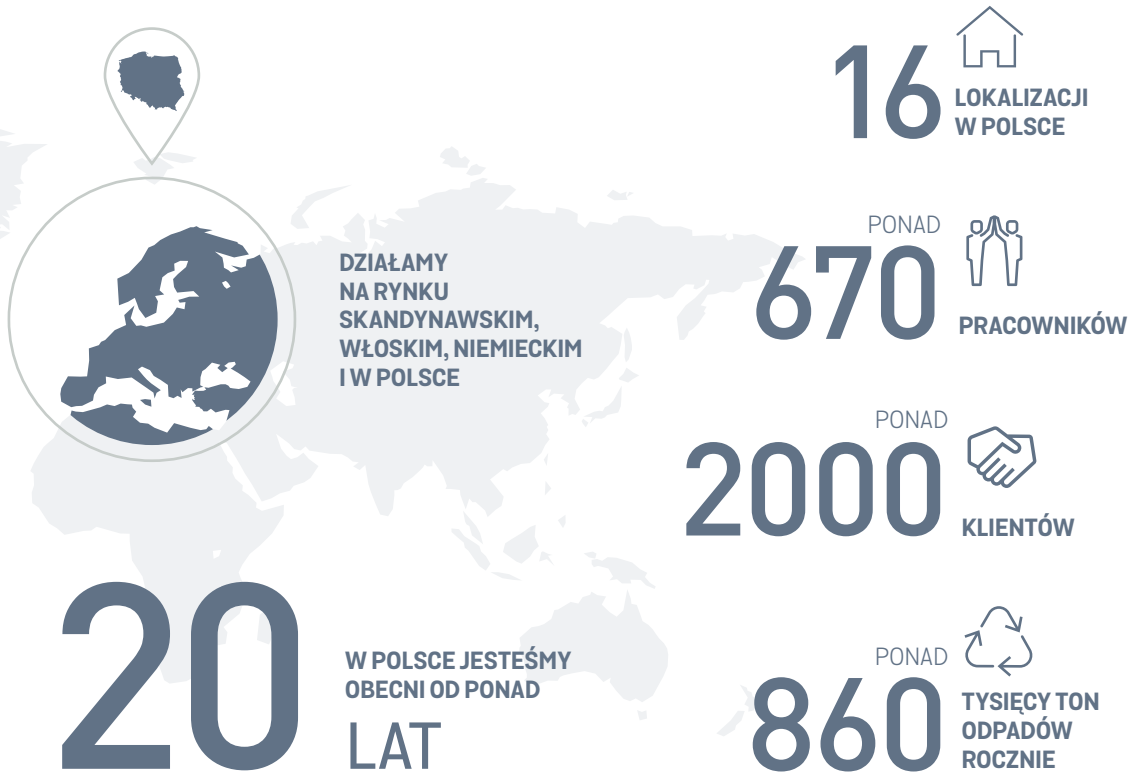 DZIAŁAMY
NA RYNKU
SKANDYNAWSKIM,
WŁOSKIM, NIEMIECKIM
I W POLSCE
20
W POLSCE JESTEŚMY
OBECNI OD PONAD
LAT
16
LOKALIZACJI
W POLSCE
PONAD
670
PRACOWNIKÓW
PONAD
2000
KLIENTÓW
PONAD
860
TYSIĘCY TON
ODPADÓW
ROCZNIE